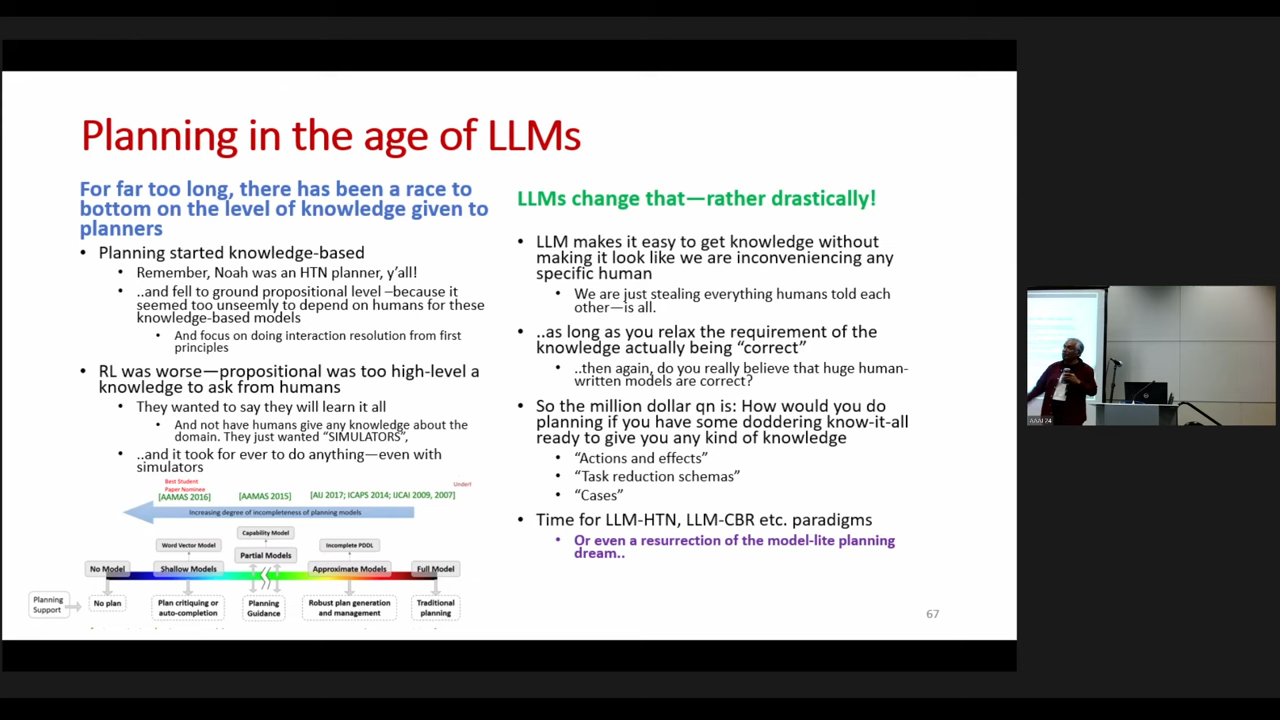 Planning in the age of LLMs
For far too long, there has been a race to
bottom on the level of knowledge given to
planners
• Planning started knowledge-based
• Remember, Noah was an HTN planner, y'all!
• ..and fell to ground propositional level –because it
seemed too unseemly to depend on humans for these
knowledge-based models
• And focus on doing interaction resolution from first
principles
• RL was worse—propositional was too high-level a
knowledge to ask from humans
• They wanted to say they will learn it all
• And not have humans give any knowledge about the
domain. They just wanted "SIMULATORS",
• ..and it took for ever to do anything—even with
simulators
Best Student
Paper Nominee
Undert
[AAMAS 2016] [AAMAS 2015] [AIJ 2017; ICAPS 2014; IJCAI 2009, 2007]
Increasing degree of incompleteness of planning models
Capability Model
Word Vector Model
Incomplete PDDL
Partial Models
No Model
Shallow Models
Approximate Models
Full Model
Planning
Support
No plan
Plan critiquing or
auto-completion
Planning
Guidance
Robust plan generation
and management
Traditional
planning
LLMs change that—rather drastically!
• LLM makes it easy to get knowledge without
making it look like we are inconveniencing any
specific human
• We are just stealing everything humans told each
other—is all.
• ..as long as you relax the requirement of the
knowledge actually being "correct"
• ..then again, do you really believe that huge human-
written models are correct?
• So the million dollar qn is: How would you do
planning if you have some doddering know-it-all
ready to give you any kind of knowledge
• "Actions and effects"
• "Task reduction schemas"
• "Cases"
• Time for LLM-HTN, LLM-CBR etc. paradigms
• Or even a resurrection of the model-lite planning
dream..
67
AAAI 24